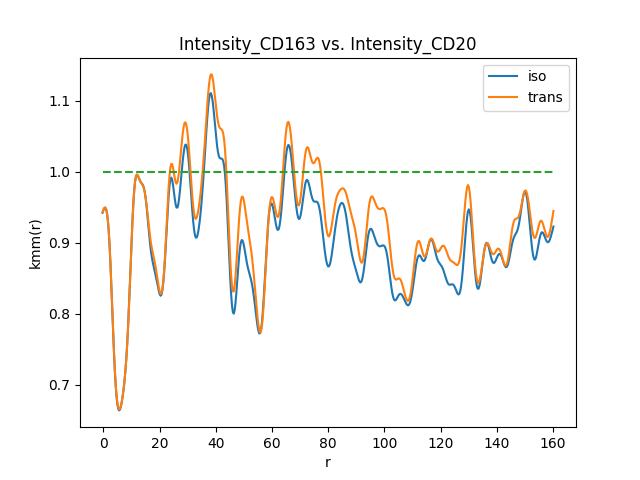 Intensity_CD163 vs. Intensity_CD20
iso
trans
kmm(r)
1.1
1.0
0.9
0.8
0.7
0 20 40 60 80 100 120 140 160
r